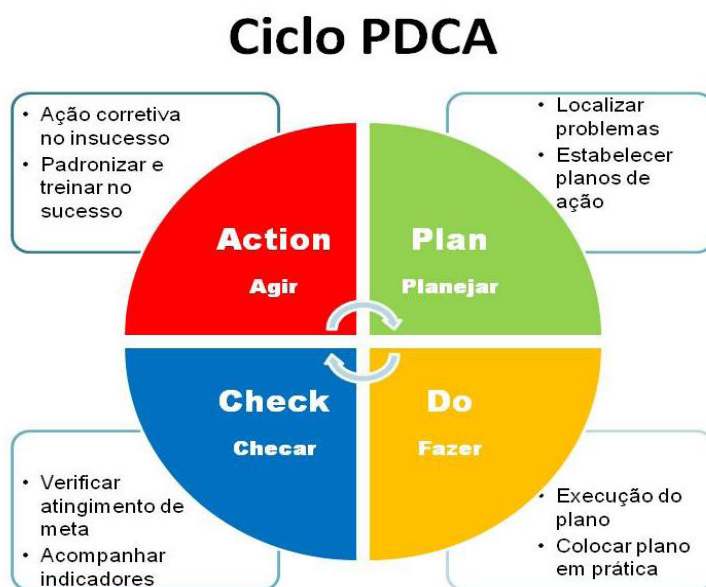 Ciclo PDCA
• Ação corretiva
no insucesso
• Padronizar e
treinar no
sucesso
• Localizar
problemas
• Estabelecer
planos de
ação
Action
Agir
Plan
Planejar
Check
Checar
Do
Fazer
• Verificar
atingimento de
meta
• Acompanhar
indicadores
• Execução do
plano
• Colocar plano
em prática